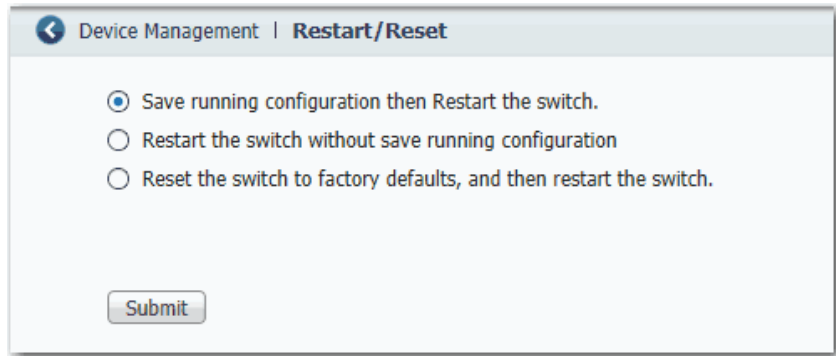 Device Management | Restart/Reset
Save running configuration then Restart the switch.
Restart the switch without save running configuration
Reset the switch to factory defaults, and then restart the switch.
Submit